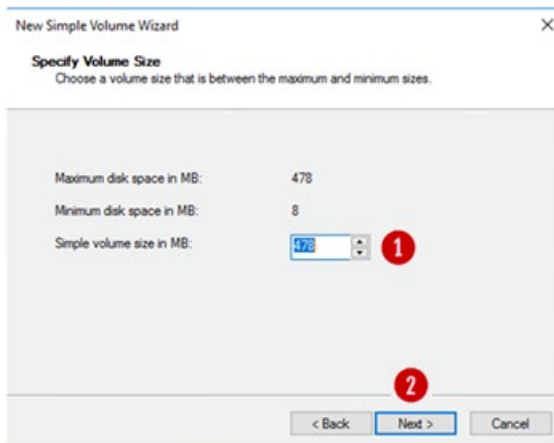 New Simple Volume Wizard
Specify Volume Size
Choose a volume size that is between the maximum and minimum sizes.
Maximum disk space in MB: 478
Minimum disk space in MB: 8
Simple volume size in MB: 478 1
2
< Back Next > Cancel